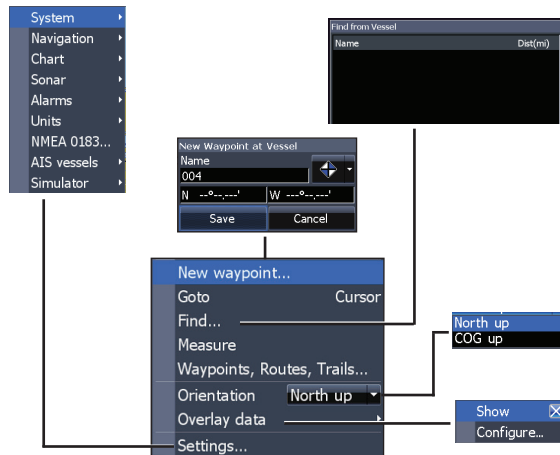 System
Navigation
Chart
Sonar
Alarms
Units
NMEA 0183...
AIS vessels
Simulator
Find from Vessel
Name Dist(mi)
New Waypoint at Vessel
Name
004
N --°--.---' W ---°--.---'
Save Cancel
New waypoint...
Goto Cursor
Find...
Measure
Waypoints, Routes, Trails...
Orientation North up
Overlay data
Settings...
North up
COG up
Show
Configure...